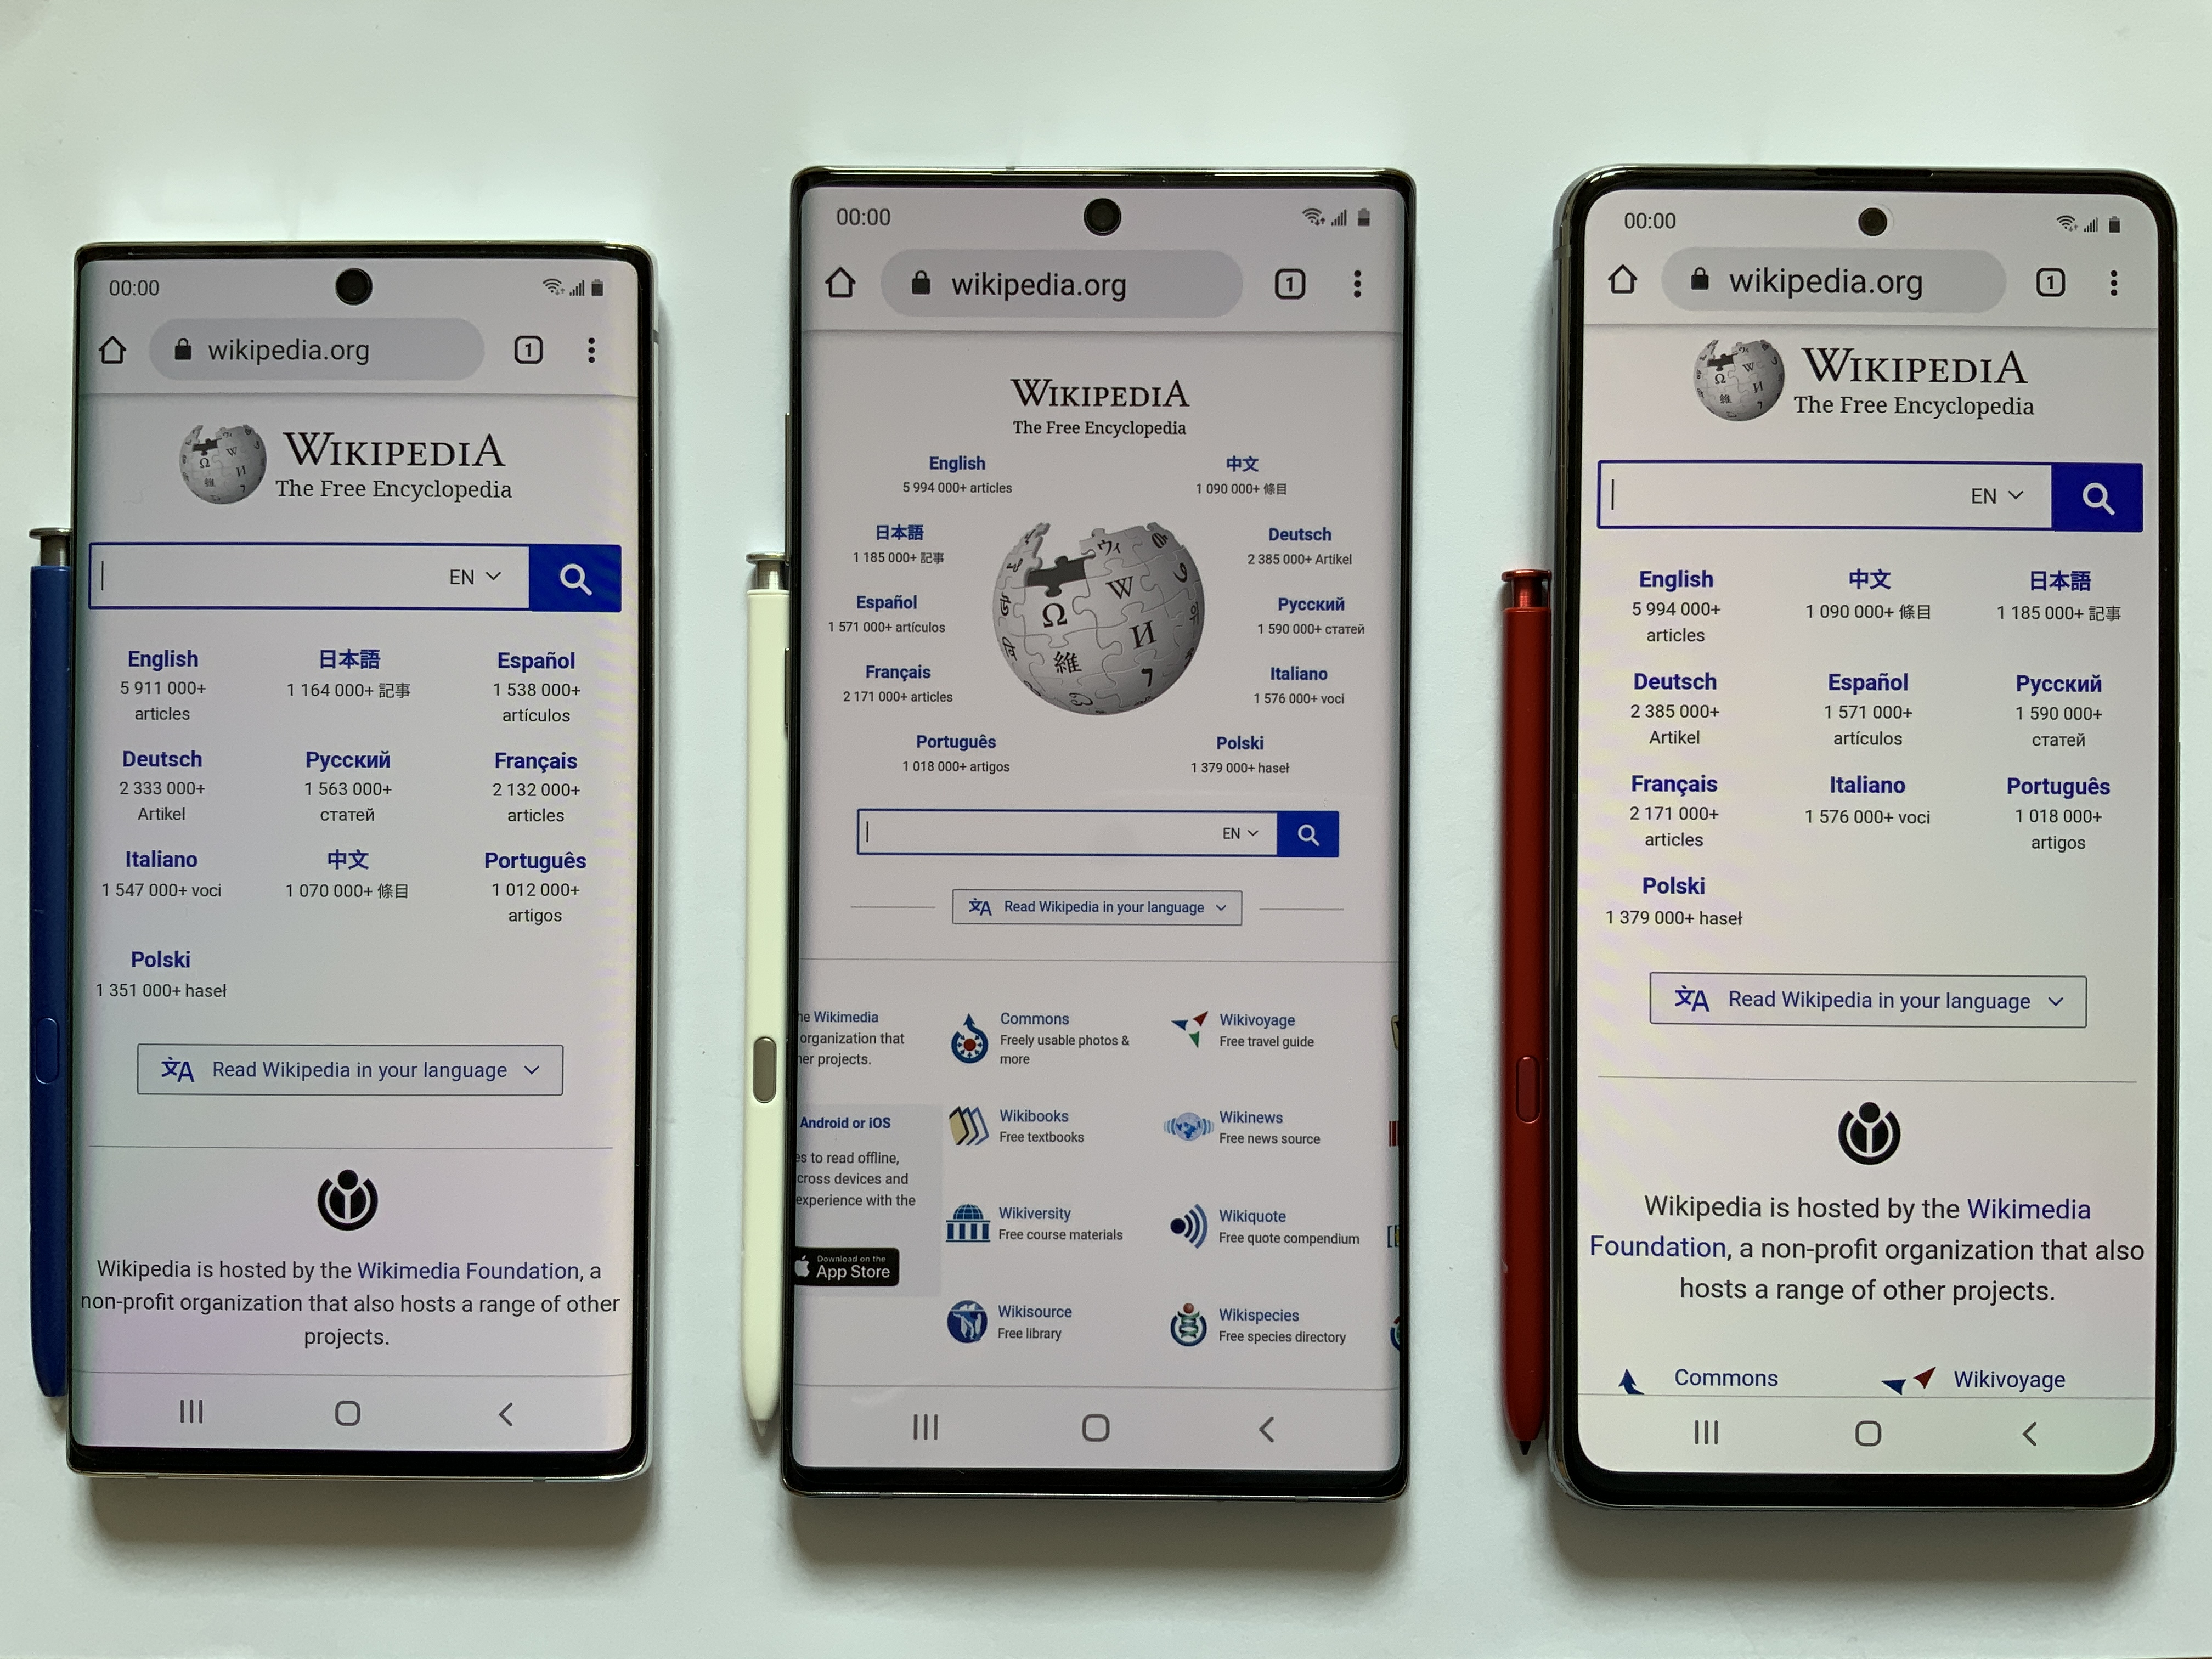 00:00
wikipedia.org
1
WIKIPEDIA
The Free Encyclopedia
EN
English
5 911 000+
articles
日本語
1 164 000+ 記事
Español
1 538 000+
artículos
Deutsch
2 333 000+
Artikel
Русский
1 563 000+
статей
Français
2 132 000+
articles
Italiano
1 547 000+ voci
中文
1 070 000+ 條目
Português
1 012 000+
artigos
Polski
1 351 000+ haseł
Read Wikipedia in your language
Wikipedia is hosted by the Wikimedia Foundation, a
non-profit organization that also hosts a range of other
projects.
00:00
wikipedia.org
1
WIKIPEDIA
The Free Encyclopedia
English
5 994 000+ articles
中文
1 090 000+ 條目
日本語
1 185 000+ 記事
Deutsch
2 385 000+ Artikel
Español
1 571 000+ artículos
Русский
1 590 000+ статей
Français
2 171 000+ articles
Italiano
1 576 000+ voci
Ω W И 維 ウィ 위 7
Português
1 018 000+ artigos
Polski
1 379 000+ haseł
EN
Read Wikipedia in your language
he Wikimedia
organization that
her projects.
Commons
Freely usable photos &
more
Wikivoyage
Free travel guide
Android or iOS
es to read offline,
cross devices and
experience with the
Download on the
App Store
Wikibooks
Free textbooks
Wikinews
Free news source
Wikiversity
Free course materials
Wikiquote
Free quote compendium
Wikisource
Free library
Wikispecies
Free species directory
00:00
wikipedia.org
1
WIKIPEDIA
The Free Encyclopedia
EN
English
5 994 000+
articles
中文
1 090 000+ 條目
日本語
1 185 000+ 記事
Deutsch
2 385 000+
Artikel
Español
1 571 000+
artículos
Русский
1 590 000+
статей
Français
2 171 000+
articles
Italiano
1 576 000+ voci
Português
1 018 000+
artigos
Polski
1 379 000+ haseł
Read Wikipedia in your language
Wikipedia is hosted by the Wikimedia
Foundation, a non-profit organization that also
hosts a range of other projects.
Commons
Wikivoyage